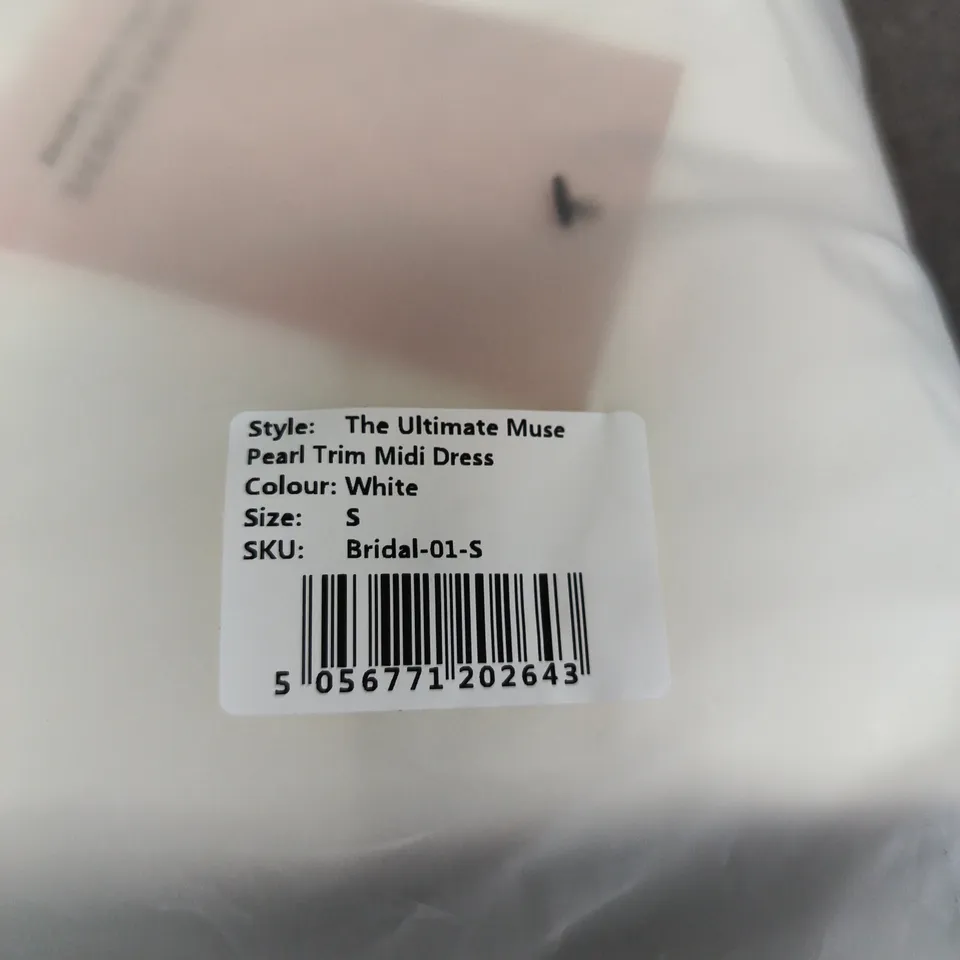 Style: The Ultimate Muse
Pearl Trim Midi Dress
Colour: White
Size: S
SKU: Bridal-01-S
5 056771 202643